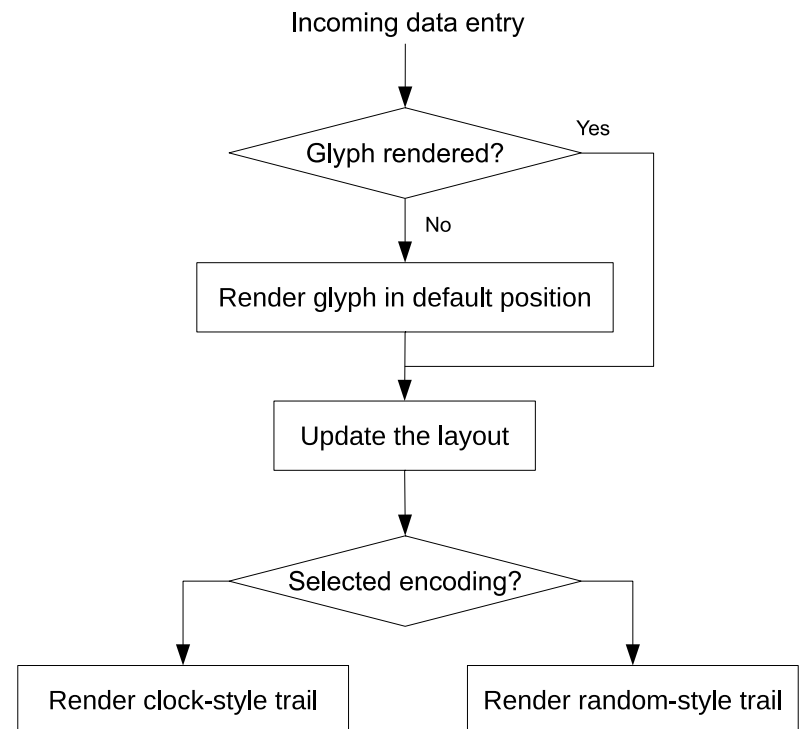 Incoming data entry
Yes
Glyph rendered?
No
Render glyph in default position
Update the layout
Selected encoding?
Render clock-style trail
Render random-style trail